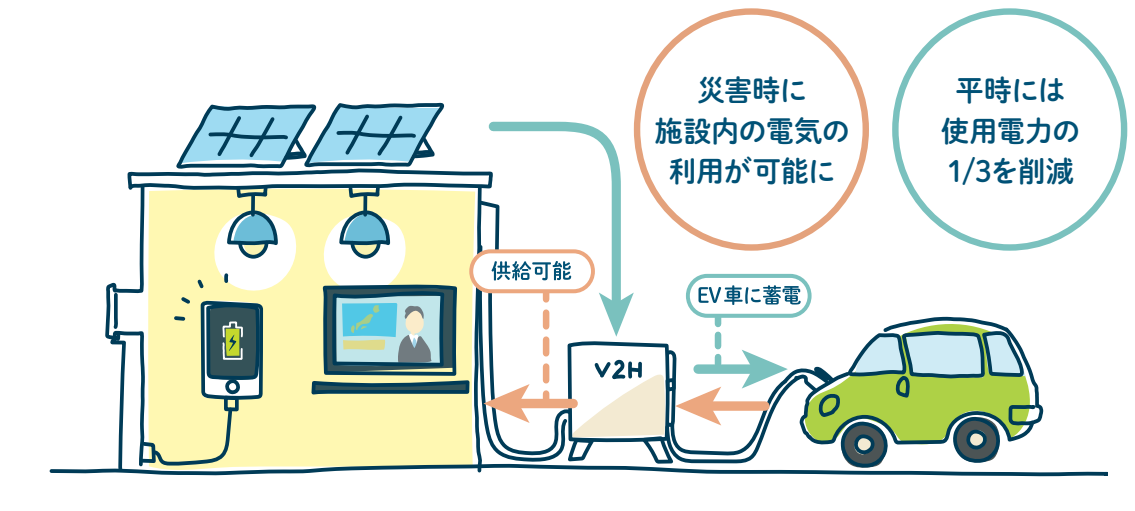 災害時に
施設内の電気の
利用が可能に
平時には
使用電力の
1/3を削減
供給可能
EV車に蓄電
V2H